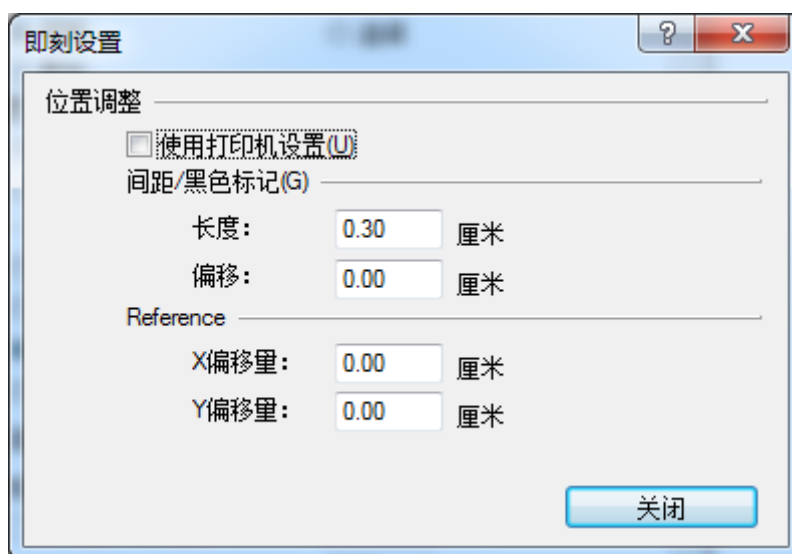 即刻设置
位置调整
使用打印机设置(U)
间距/黑色标记(G)
长度： 0.30 厘米
偏移： 0.00 厘米
Reference
X偏移量： 0.00 厘米
Y偏移量： 0.00 厘米
关闭